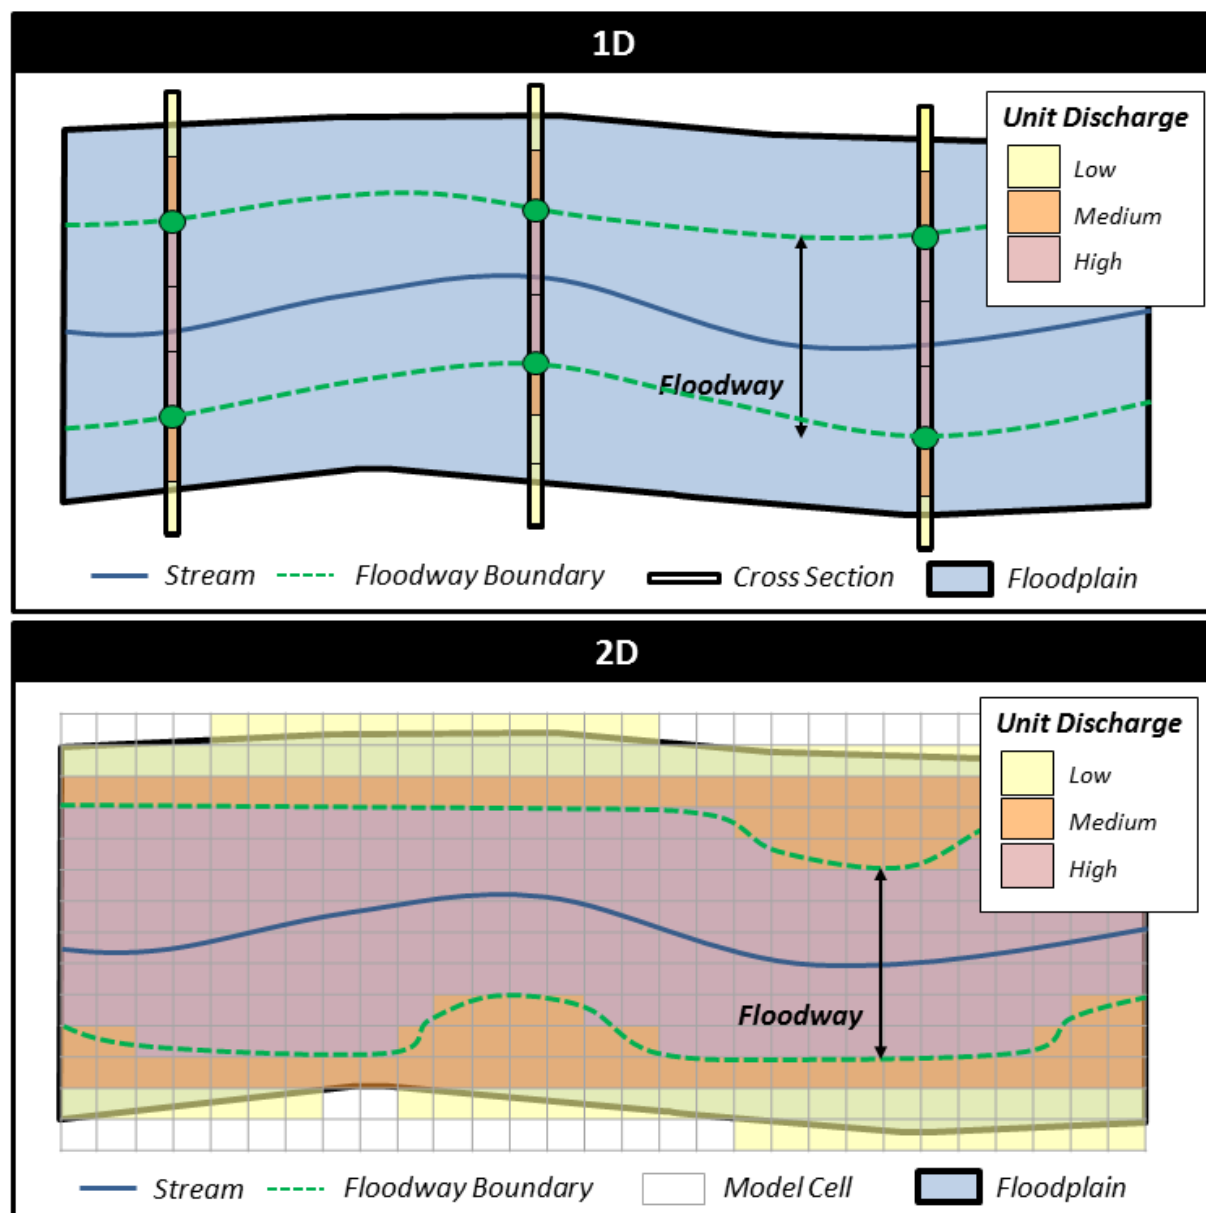 1D
Unit Discharge
Low
Medium
High
Floodway
Stream
Floodway Boundary
Cross Section
Floodplain
2D
Unit Discharge
Low
Medium
High
Floodway
Stream
Floodway Boundary
Model Cell
Floodplain